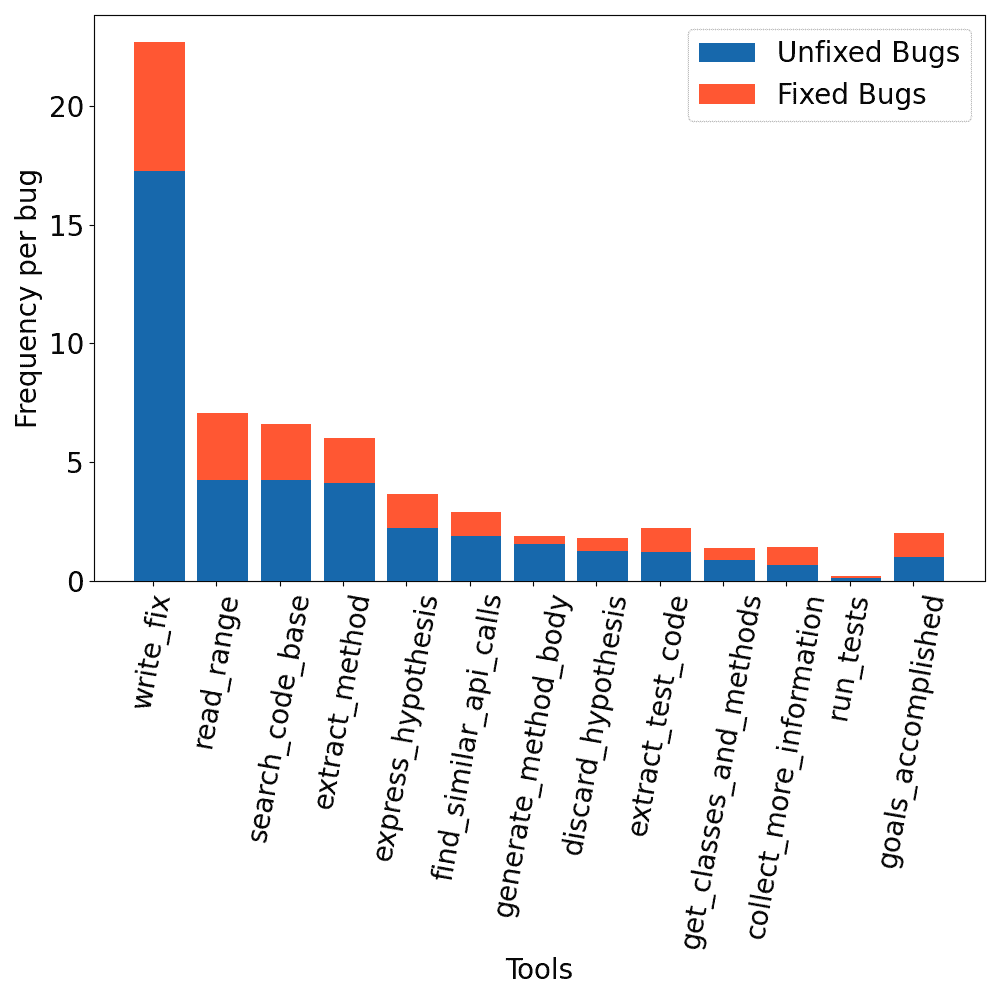 Unfixed Bugs
Fixed Bugs
Frequency per bug
20
15
10
5
0
write_fix
read_range
search_code_base
extract_method
express_hypothesis
find_similar_api_calls
generate_method_body
discard_hypothesis
extract_test_code
get_classes_and_methods
collect_more_information
run_tests
goals_accomplished
Tools